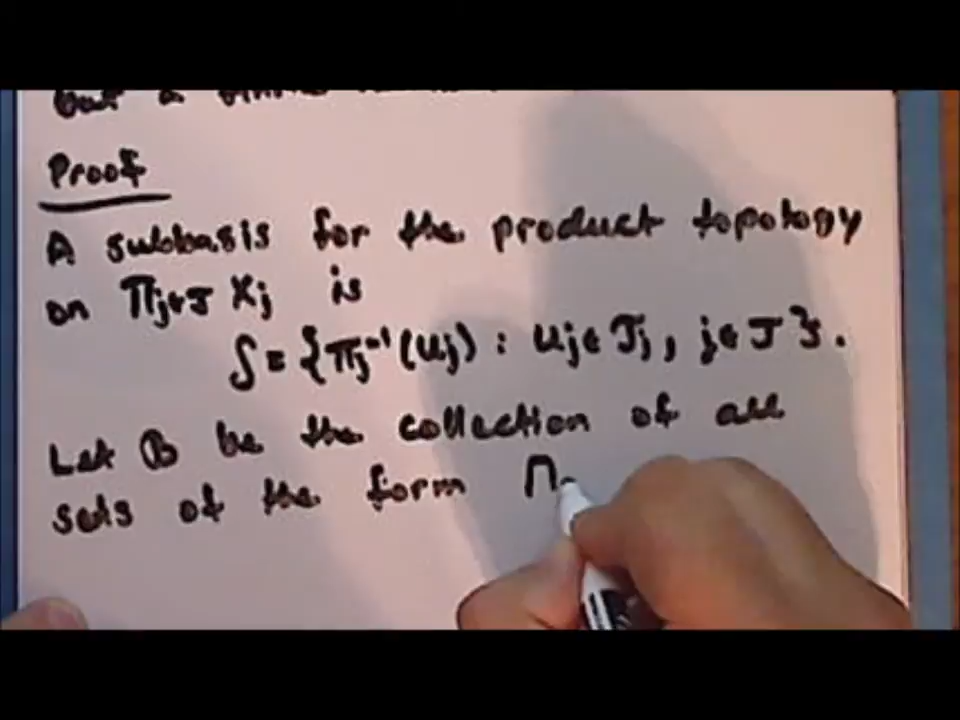 but a
Proof
A subbasis for the product topology
on Πj∈J Xj is
S = {πj⁻¹(Uj) : Uj ∈ Tj, j ∈ J}.
Let B be the collection of all
sets of the form Π